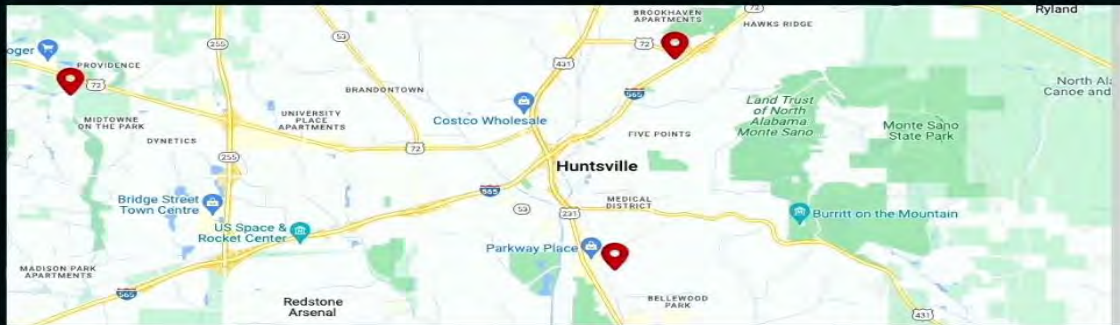 BROOKHAVEN
APARTMENTS
72
HAWKS RIDGE
Ryland
53
255
72
oger
431
PROVIDENCE
72
North Al
Canoe and
BRANDONTOWN
565
Land Trust
of North
Alabama
Monte Sano
MIDTOWNE
ON THE PARK
UNIVERSITY
PLACE
APARTMENTS
Costco Wholesale
FIVE POINTS
Monte Sano
State Park
DYNETICS
72
255
Huntsville
565
Bridge Street
Town Centre
MEDICAL
DISTRICT
53
231
Burritt on the Mountain
US Space &
Rocket Center
Parkway Place
MADISON PARK
APARTMENTS
565
Redstone
Arsenal
BELLEWOOD
PARK
431